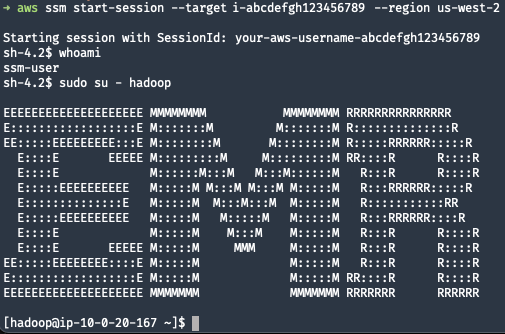 → aws ssm start-session --target i-abcdefgh123456789 --region us-west-2

Starting session with SessionId: your-aws-username-abcdefgh123456789
sh-4.2$ whoami
ssm-user
sh-4.2$ sudo su - hadoop

EEEEEEEEEEEEEEEEEEEE MMMMMMMM           MMMMMMMM RRRRRRRRRRRRRRR
E::::::::::::::::::E M:::::::M         M:::::::M R::::::::::::::R
EE:::::EEEEEEEEE:::E M::::::::M       M::::::::M R:::::RRRRRR:::::R
  E::::E       EEEEE M:::::::::M     M:::::::::M RR::::R      R::::R
  E::::E             M::::::M:::M   M:::M::::::M   R:::R      R::::R
  E:::::EEEEEEEEEE   M:::::M M:::M M:::M M:::::M   R:::RRRRRR:::::R
  E::::::::::::::E   M:::::M  M:::M:::M  M:::::M   R:::::::::::RR
  E:::::EEEEEEEEEE   M:::::M   M:::::M   M:::::M   R:::RRRRRR::::R
  E::::E             M:::::M    M:::M    M:::::M   R:::R      R::::R
  E::::E       EEEEE M:::::M     MMM     M:::::M   R:::R      R::::R
EE:::::EEEEEEEE::::E M:::::M             M:::::M   R:::R      R::::R
E::::::::::::::::::E M:::::M             M:::::M RR::::R      R::::R
EEEEEEEEEEEEEEEEEEEE MMMMMMM             MMMMMMM RRRRRRR      RRRRRR

[hadoop@ip-10-0-20-167 ~]$